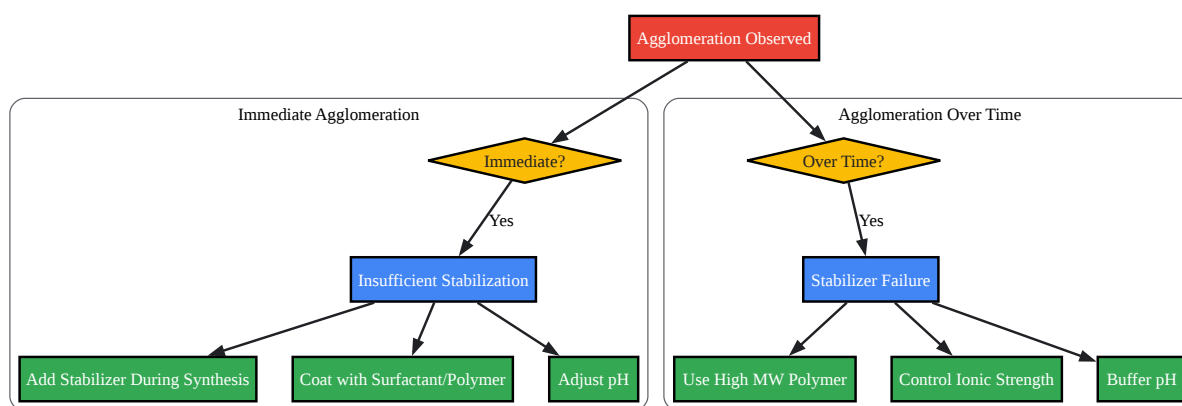 Agglomeration Observed
Immediate Agglomeration
Agglomeration Over Time
Immediate?
Over Time?
Yes
Yes
Insufficient Stabilization
Stabilizer Failure
Add Stabilizer During Synthesis
Coat with Surfactant/Polymer
Adjust pH
Use High MW Polymer
Control Ionic Strength
Buffer pH